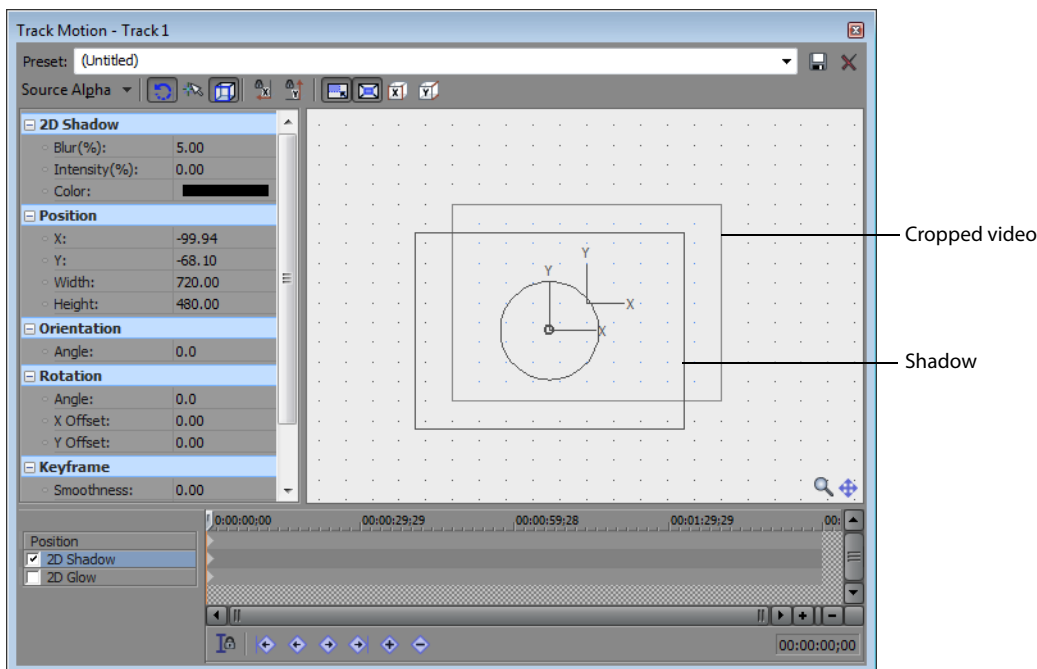 Track Motion - Track 1
Preset: (Untitled)
Source Alpha
2D Shadow
Blur(%): 5.00
Intensity(%): 0.00
Color:
Position
X: -99.94
Y: -68.10
Width: 720.00
Height: 480.00
Orientation
Angle: 0.0
Rotation
Angle: 0.0
X Offset: 0.00
Y Offset: 0.00
Keyframe
Smoothness: 0.00
Y
X
Y
X
Cropped video
Shadow
0:00:00;00 00:00:29;29 00:00:59;28 00:01:29;29 00:
Position
2D Shadow
2D Glow
00:00:00;00